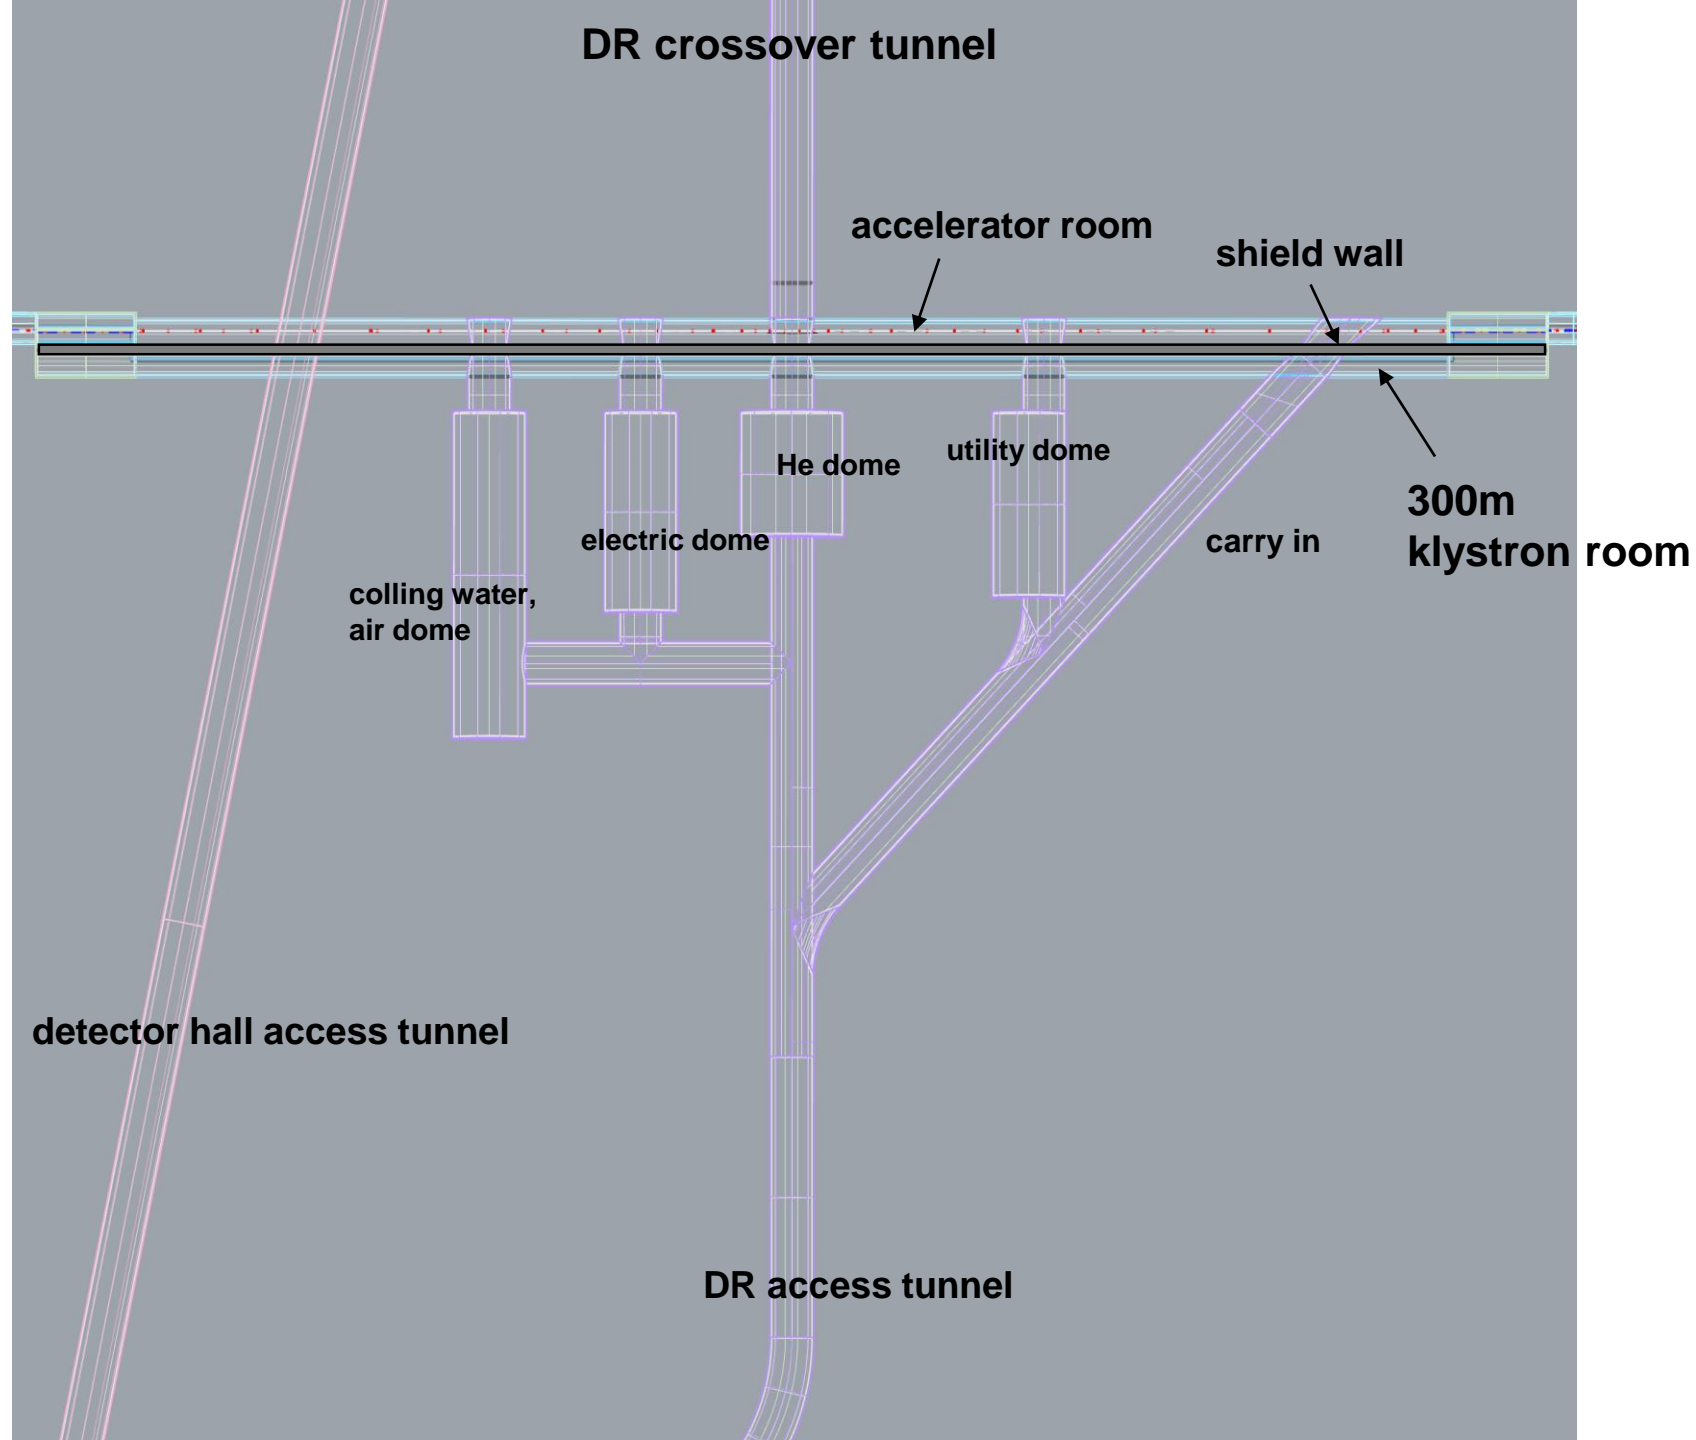 DR crossover tunnel
accelerator room
shield wall
He dome
utility dome
300m
klystron room
electric dome
carry in
colling water,
air dome
detector hall access tunnel
DR access tunnel